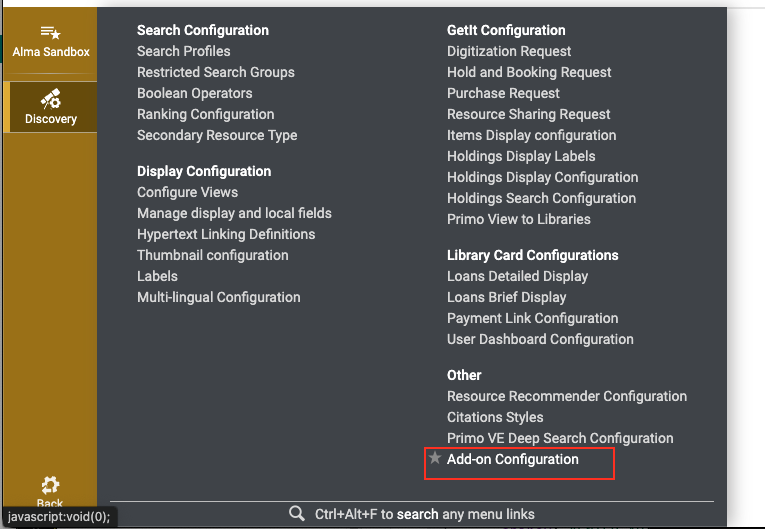 Alma Sandbox
Discovery
Search Configuration
Search Profiles
Restricted Search Groups
Boolean Operators
Ranking Configuration
Secondary Resource Type
Display Configuration
Configure Views
Manage display and local fields
Hypertext Linking Definitions
Thumbnail configuration
Labels
Multi-lingual Configuration
GetIt Configuration
Digitization Request
Hold and Booking Request
Purchase Request
Resource Sharing Request
Items Display configuration
Holdings Display Labels
Holdings Display Configuration
Holdings Search Configuration
Primo View to Libraries
Library Card Configurations
Loans Detailed Display
Loans Brief Display
Payment Link Configuration
User Dashboard Configuration
Other
Resource Recommender Configuration
Citations Styles
Primo VE Deep Search Configuration
Add-on Configuration
Back
javascript:void(0);
Ctrl+Alt+F to search any menu links